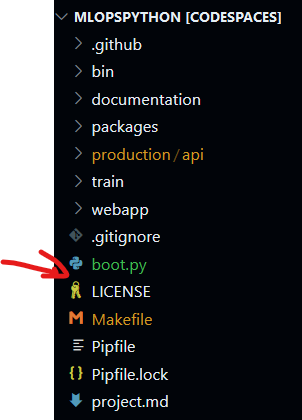 MLOPSPYTHON [CODESPACES]
.github
bin
documentation
packages
production / api
train
webapp
.gitignore
boot.py
LICENSE
Makefile
Pipfile
Pipfile.lock
project.md